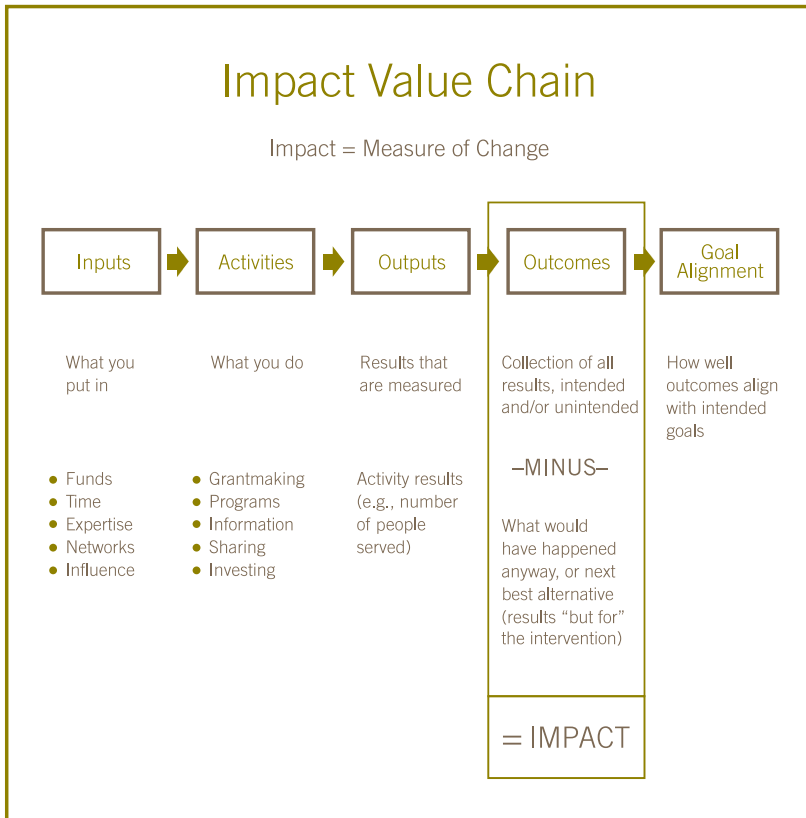 Impact Value Chain
Impact = Measure of Change
Inputs
Activities
Outputs
Outcomes
Goal
Alignment
What you
put in
What you do
Results that
are measured
Collection of all
results, intended
and/or unintended
How well
outcomes align
with intended
goals
–MINUS–
● Funds
● Time
● Expertise
● Networks
● Influence
● Grantmaking
● Programs
● Information
● Sharing
● Investing
Activity results
(e.g., number
of people
served)
What would
have happened
anyway, or next
best alternative
(results “but for”
the intervention)
= IMPACT